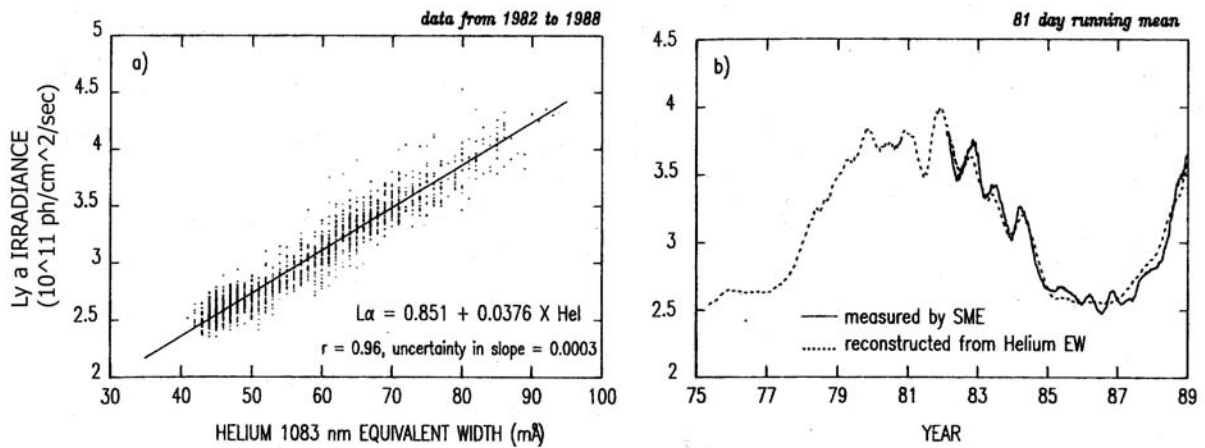 data from 1982 to 1988
a)
Ly a IRRADIANCE
(10^11 ph/cm^2/sec)
5
4.5
4
3.5
3
2.5
2
Lα = 0.851 + 0.0376 X HeI
r = 0.96, uncertainty in slope = 0.0003
30 40 50 60 70 80 90 100
HELIUM 1083 nm EQUIVALENT WIDTH (mÅ)
81 day running mean
b)
4.5
4
3.5
3
2.5
2
measured by SME
reconstructed from Helium EW
75 77 79 81 83 85 87 89
YEAR